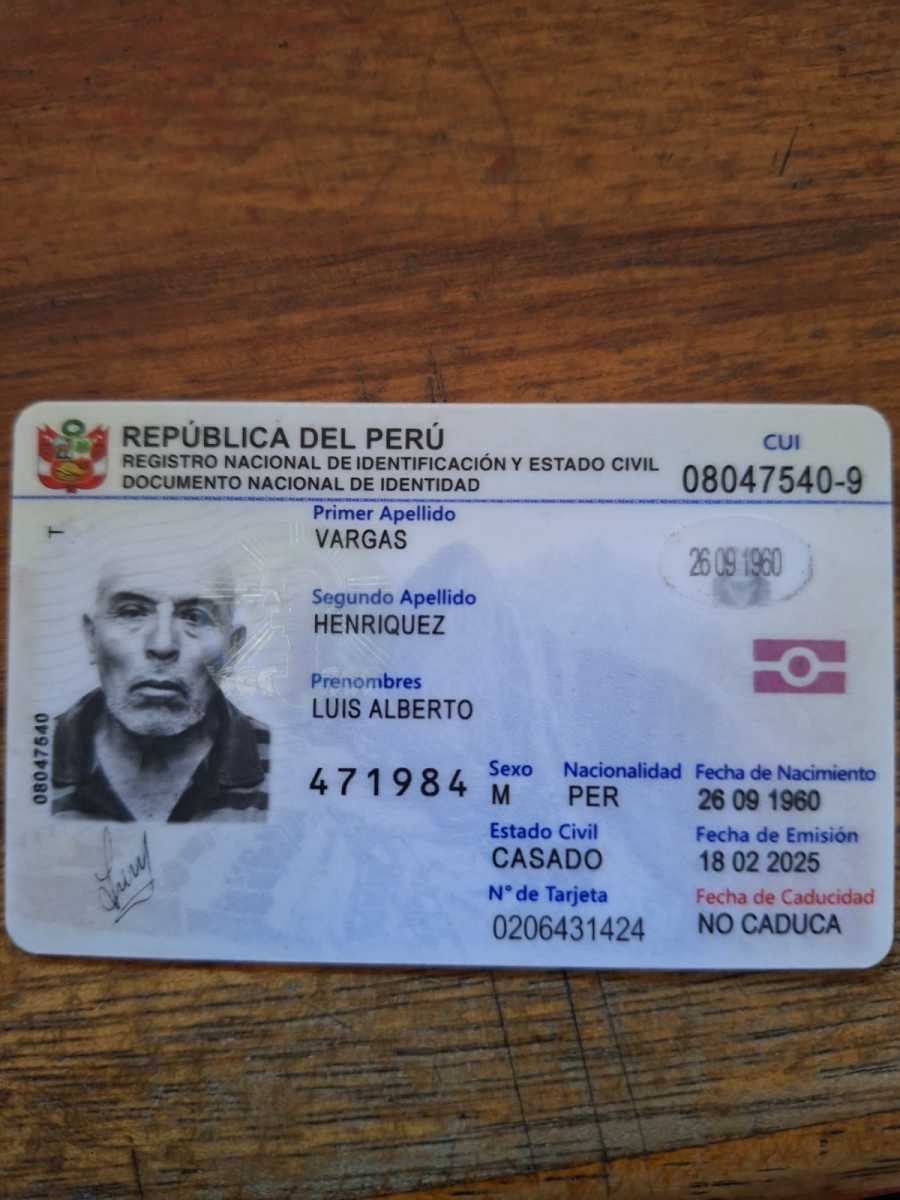 REPÚBLICA DEL PERÚ
REGISTRO NACIONAL DE IDENTIFICACIÓN Y ESTADO CIVIL
DOCUMENTO NACIONAL DE IDENTIDAD
CUI
08047540-9
T
08047540
Primer Apellido
VARGAS
26 09 1960
Segundo Apellido
HENRIQUEZ
Prenombres
LUIS ALBERTO
471984
Sexo
M
Nacionalidad
PER
Fecha de Nacimiento
26 09 1960
Estado Civil
CASADO
Fecha de Emisión
18 02 2025
N° de Tarjeta
0206431424
Fecha de Caducidad
NO CADUCA